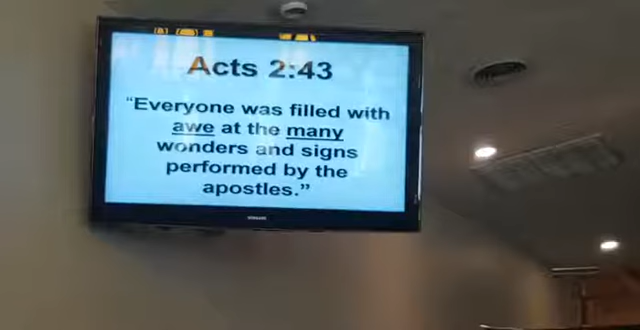 Acts 2:43
“Everyone was filled with
awe at the many
wonders and signs
performed by the
apostles.”